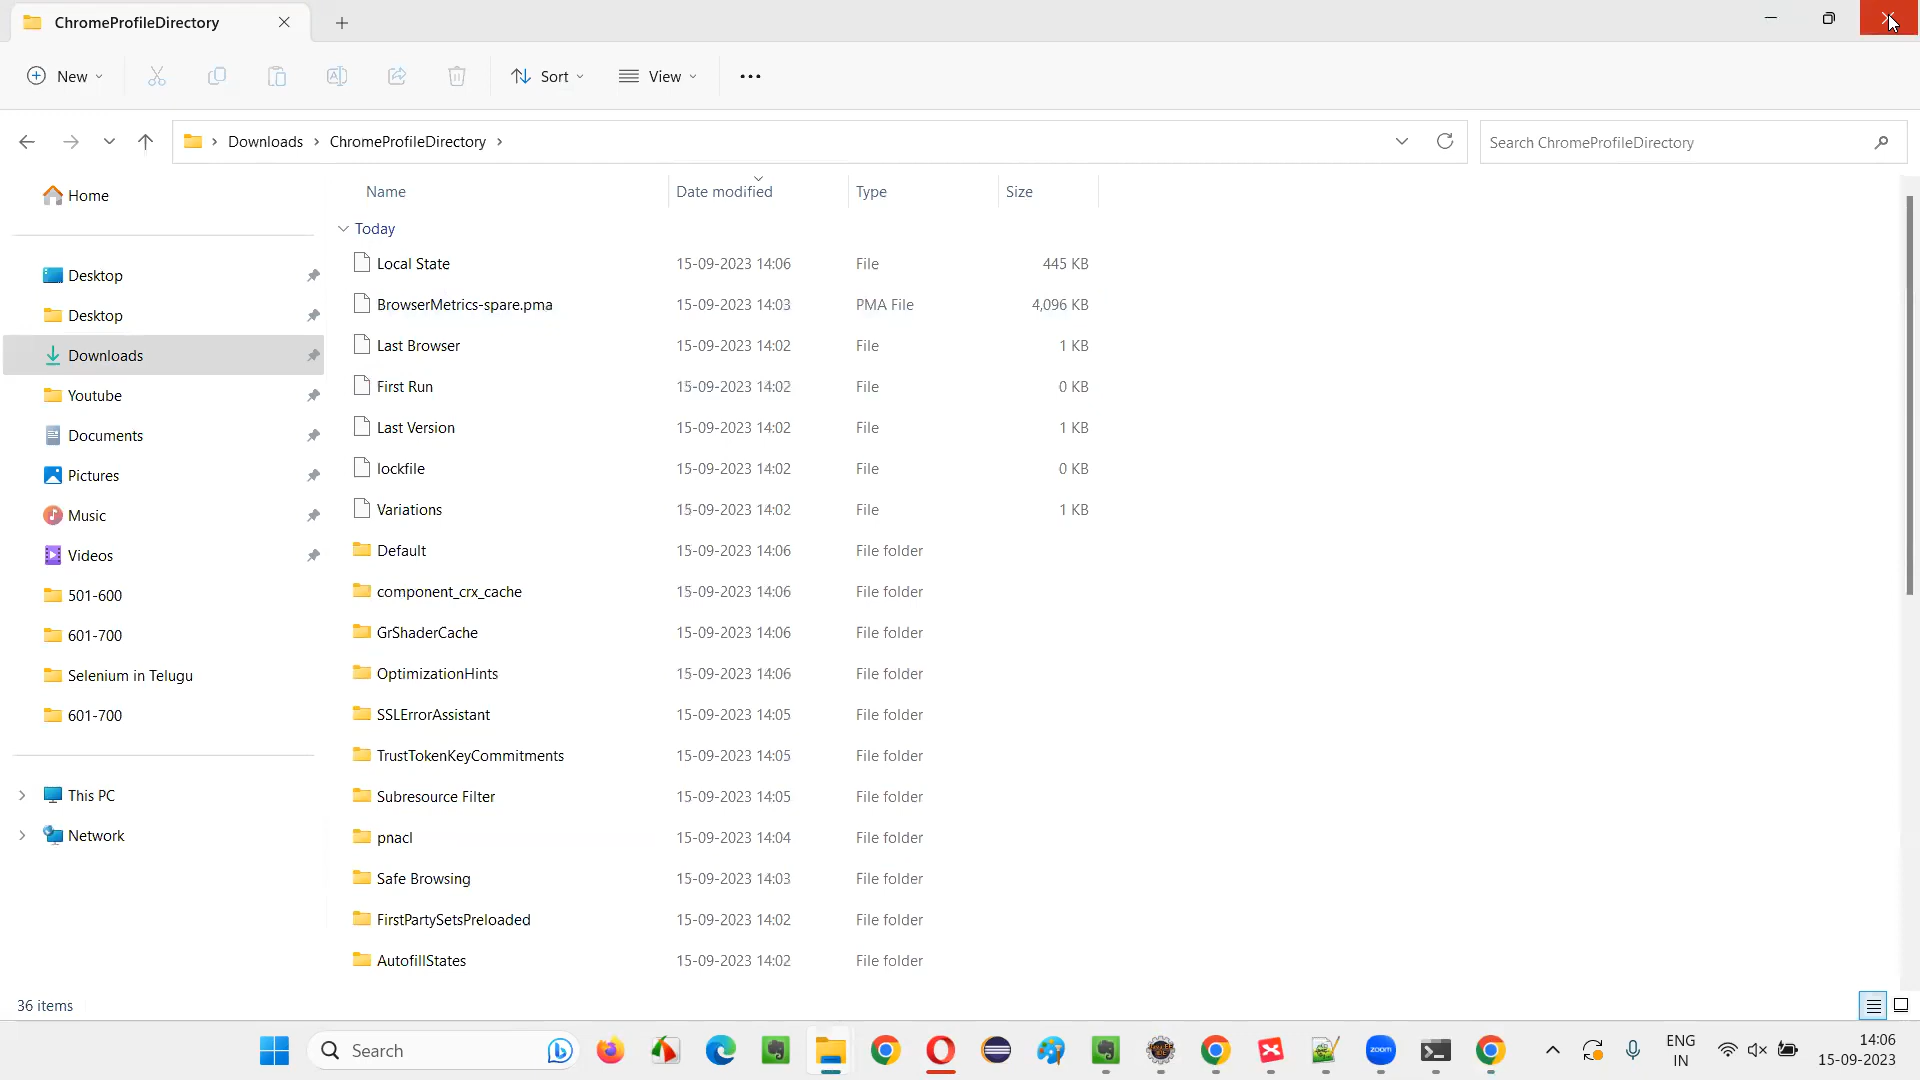 ChromeProfileDirectory
New
Sort
View
Downloads
ChromeProfileDirectory
Search ChromeProfileDirectory
Home
Desktop
Desktop
Downloads
Youtube
Documents
Pictures
Music
Videos
501-600
601-700
Selenium in Telugu
601-700
This PC
Network
Name Date modified Type Size
Today
Local State 15-09-2023 14:06 File 445 KB
BrowserMetrics-spare.pma 15-09-2023 14:03 PMA File 4,096 KB
Last Browser 15-09-2023 14:02 File 1 KB
First Run 15-09-2023 14:02 File 0 KB
Last Version 15-09-2023 14:02 File 1 KB
lockfile 15-09-2023 14:02 File 0 KB
Variations 15-09-2023 14:02 File 1 KB
Default 15-09-2023 14:06 File folder
component_crx_cache 15-09-2023 14:06 File folder
GrShaderCache 15-09-2023 14:06 File folder
OptimizationHints 15-09-2023 14:06 File folder
SSLErrorAssistant 15-09-2023 14:05 File folder
TrustTokenKeyCommitments 15-09-2023 14:05 File folder
Subresource Filter 15-09-2023 14:05 File folder
pnacl 15-09-2023 14:04 File folder
Safe Browsing 15-09-2023 14:03 File folder
FirstPartySetsPreloaded 15-09-2023 14:02 File folder
AutofillStates 15-09-2023 14:02 File folder
36 items
Search
zoom
ENG
IN
14:06
15-09-2023